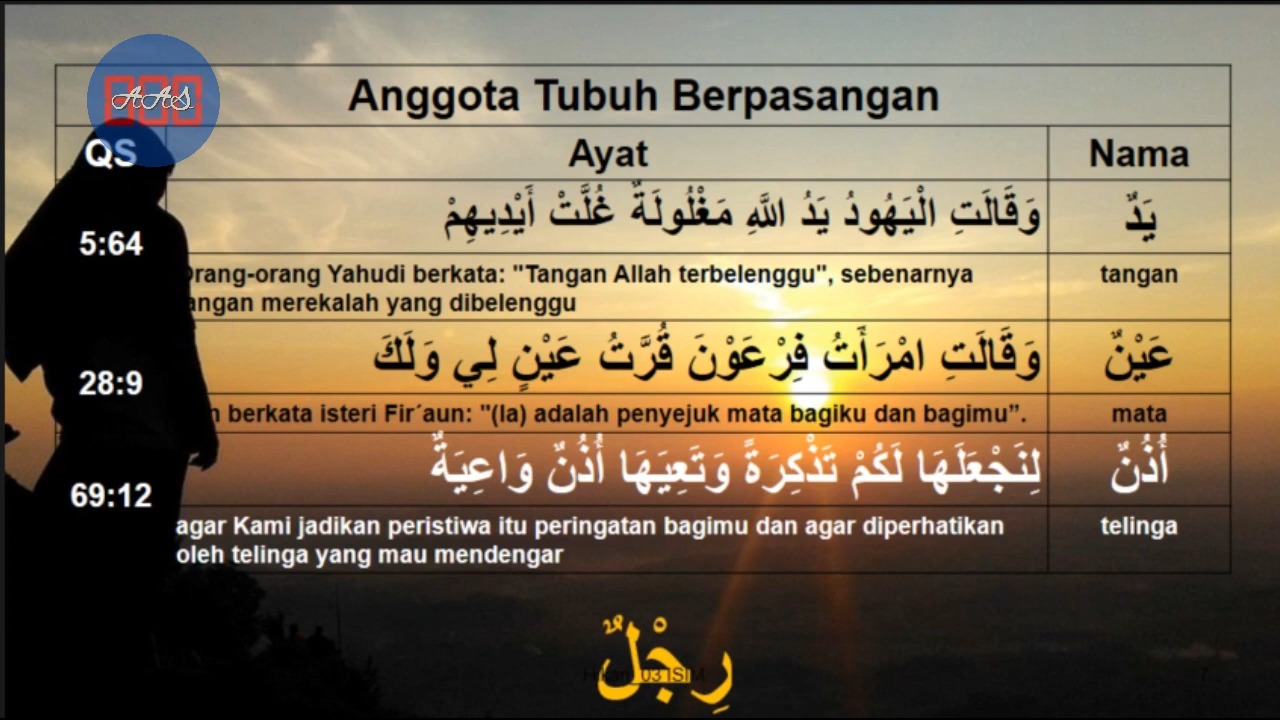 AAS
Anggota Tubuh Berpasangan
QS Ayat Nama
5:64 وَقَالَتِ الْيَهُودُ يَدُ اللَّهِ مَغْلُولَةٌ غُلَّتْ أَيْدِيهِمْ يَدٌ
Orang-orang Yahudi berkata: "Tangan Allah terbelenggu", sebenarnya tangan
tangan merekalah yang dibelenggu
28:9 وَقَالَتِ امْرَأَتُ فِرْعَوْنَ قُرَّتُ عَيْنٍ لِي وَلَكَ عَيْنٌ
berkata isteri Fir´aun: "(Ia) adalah penyejuk mata bagiku dan bagimu”. mata
69:12 لِنَجْعَلَهَا لَكُمْ تَذْكِرَةً وَتَعِيَهَا أُذُنٌ وَاعِيَةٌ أُذُنٌ
agar Kami jadikan peristiwa itu peringatan bagimu dan agar diperhatikan telinga
oleh telinga yang mau mendengar
رِجْلٌ
7